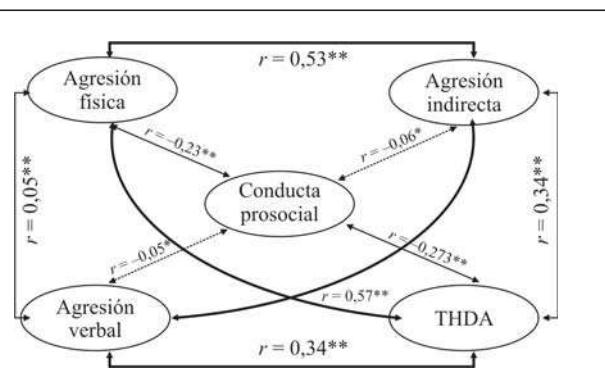 r = 0,53**
Agresión
física
Agresión
indirecta
r = –0,23**
r = –0,06*
r = 0,05**
r = 0,34**
Conducta
prosocial
r = –0,05*
r = –0,273**
Agresión
verbal
r = 0,57**
THDA
r = 0,34**